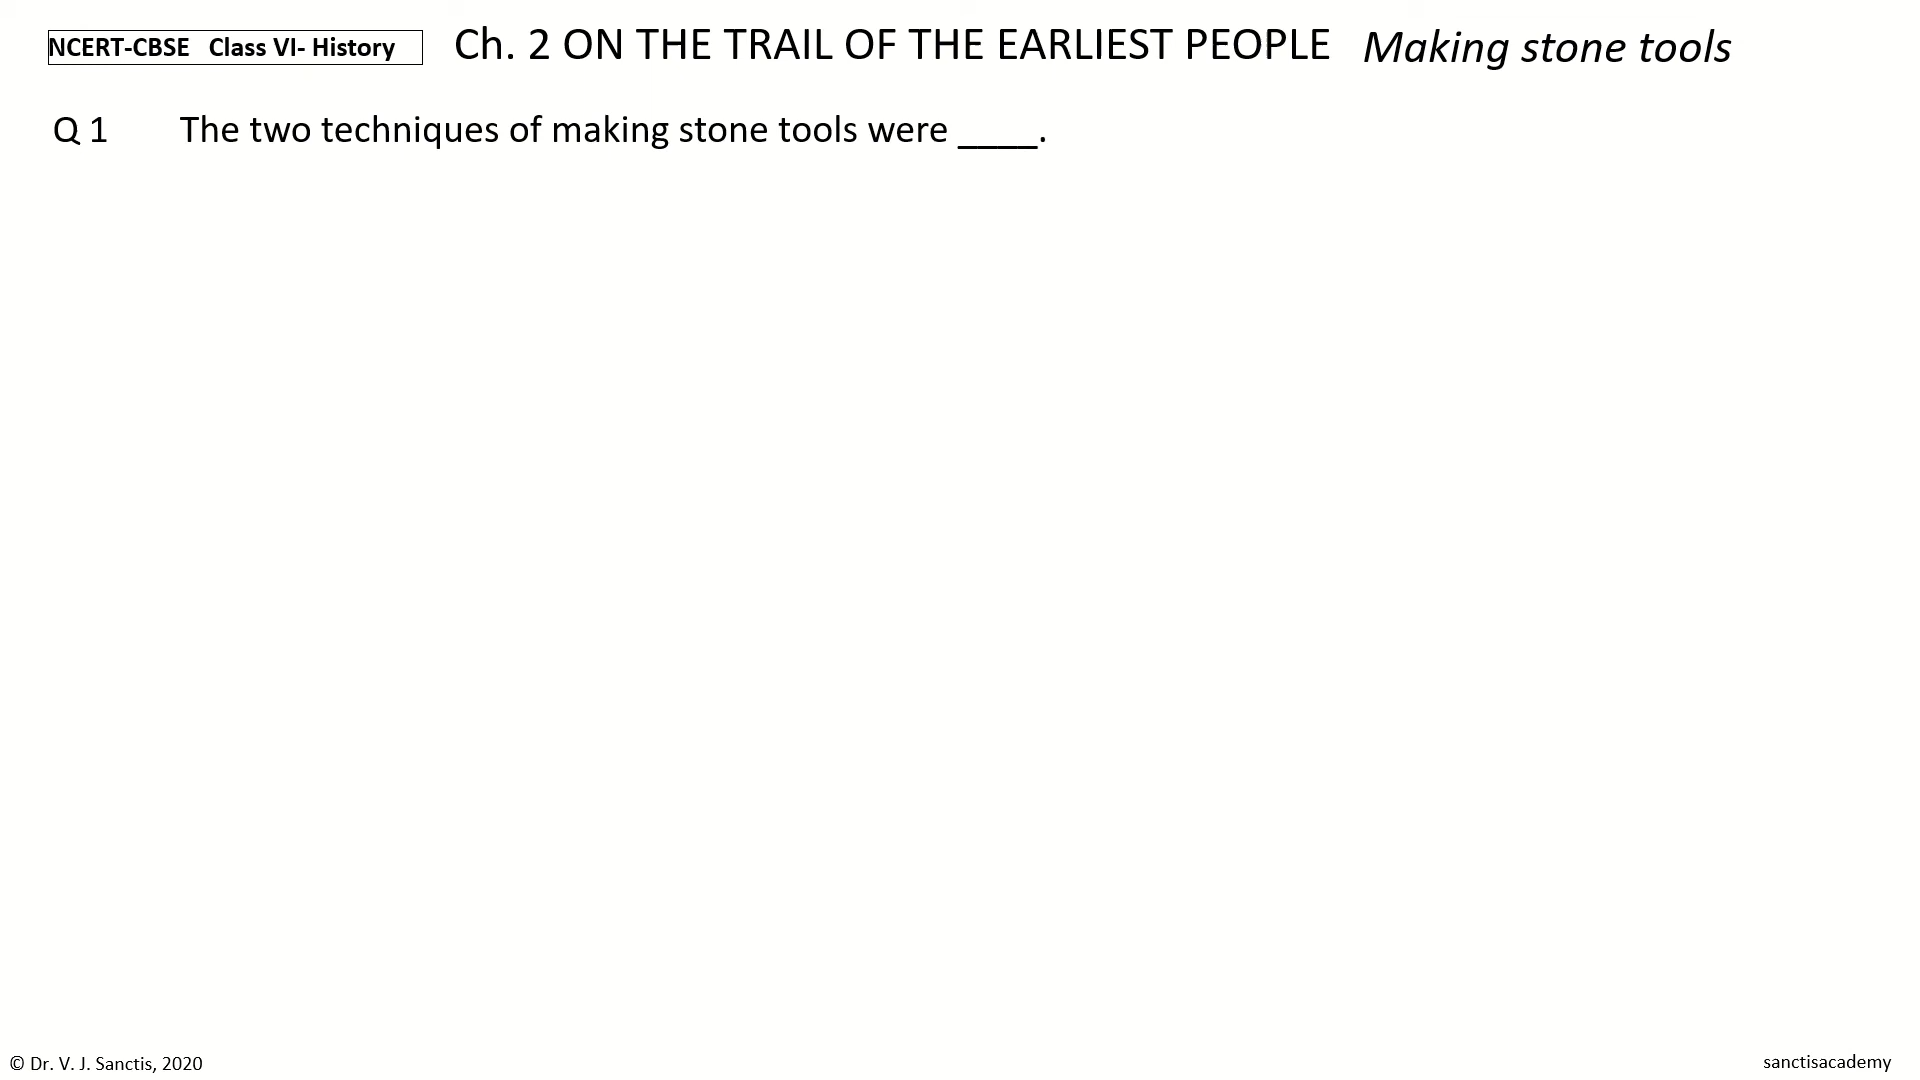 NCERT-CBSE Class VI- History Ch. 2 ON THE TRAIL OF THE EARLIEST PEOPLE Making stone tools
Q 1 The two techniques of making stone tools were ____.
© Dr. V. J. Sanctis, 2020 sanctisacademy